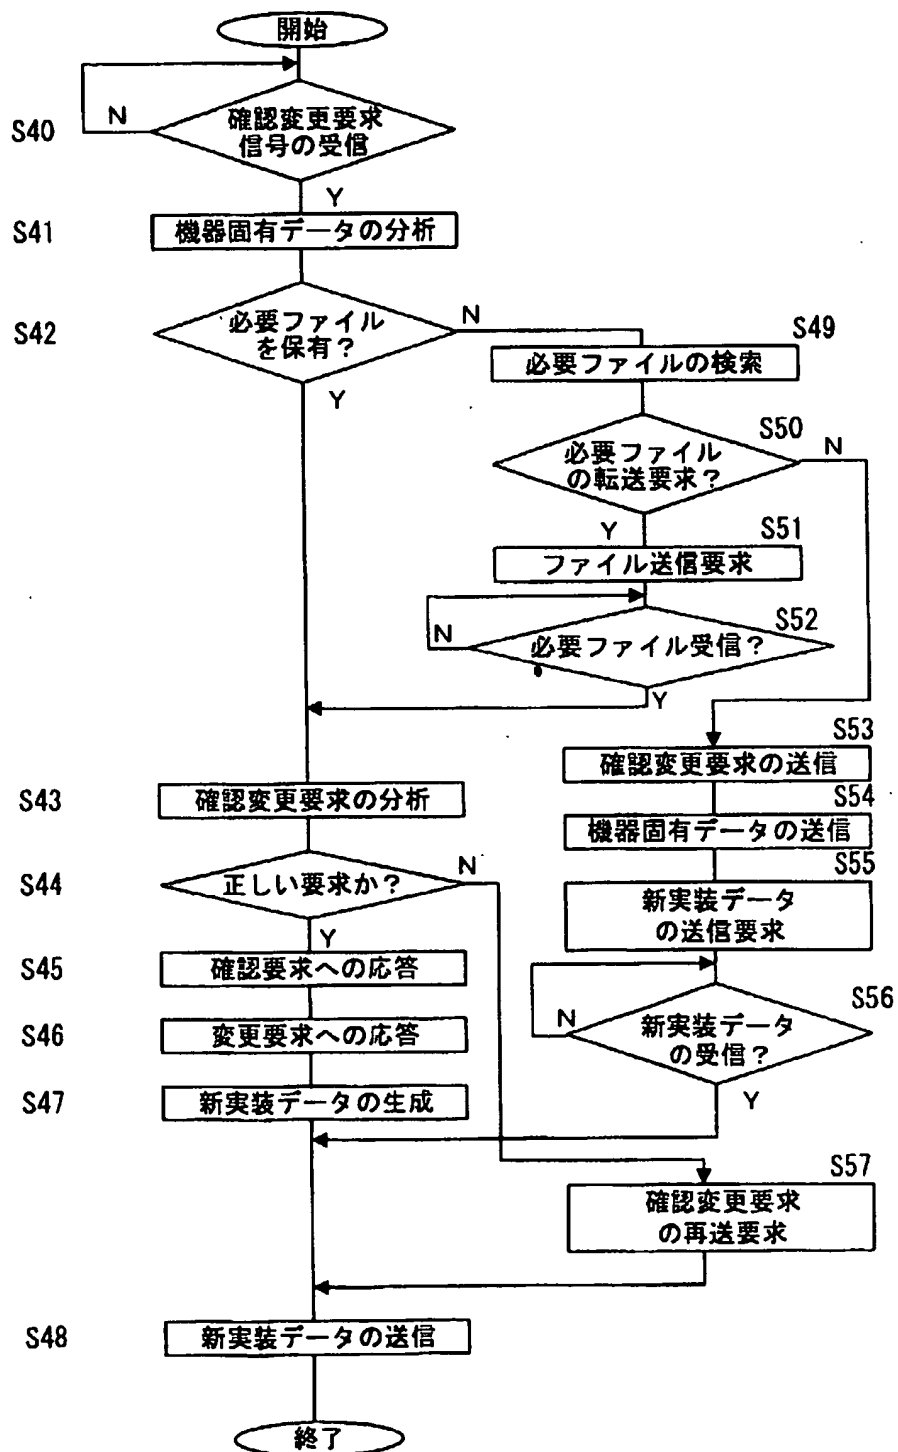 開始
N
S40
確認変更要求
信号の受信
Y
S41
機器固有データの分析
S42
必要ファイル
を保有？
N
Y
S49
必要ファイルの検索
S50
必要ファイル
の転送要求？
N
Y
S51
ファイル送信要求
S52
N
必要ファイル受信？
Y
S53
確認変更要求の送信
S43
確認変更要求の分析
S54
機器固有データの送信
S44
正しい要求か？
N
Y
S55
新実装データ
の送信要求
S45
確認要求への応答
S46
変更要求への応答
S56
N
新実装データ
の受信？
Y
S47
新実装データの生成
S57
確認変更要求
の再送要求
S48
新実装データの送信
終了